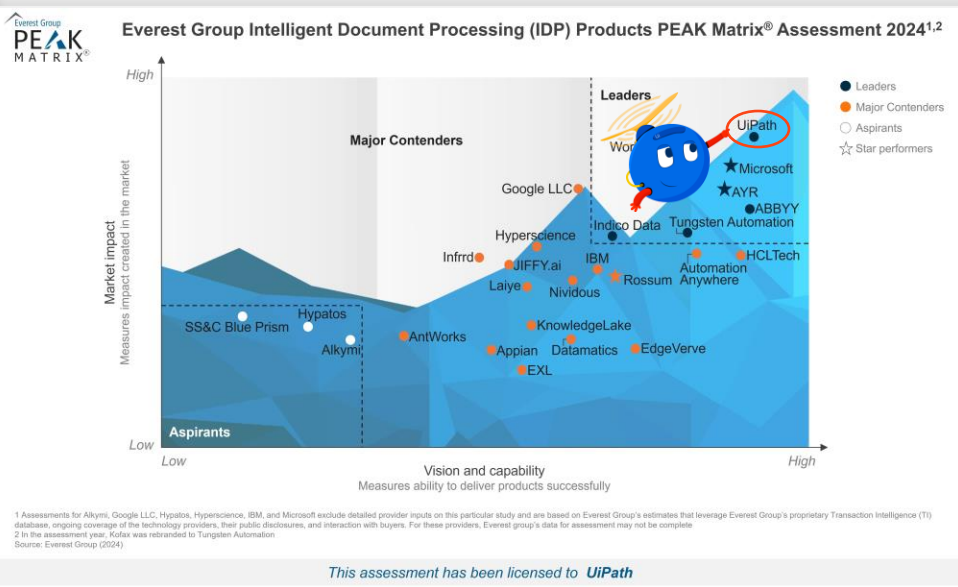 Everest Group
PEAK
MATRIX®
Everest Group Intelligent Document Processing (IDP) Products PEAK Matrix® Assessment 2024¹,²
High
Leaders
Major Contenders
Aspirants
Star performers
Leaders
UiPath
Major Contenders
Microsoft
Google LLC
AYR
ABBYY
Indico Data
Tungsten Automation
Hyperscience
Infrrd
JIFFY.ai
IBM
HCLTech
Automation
Anywhere
Rossum
Laiye
Nividous
Hypatos
SS&C Blue Prism
KnowledgeLake
AntWorks
Alkymi
Appian
Datamatics
EdgeVerve
EXL
Aspirants
Market impact
Measures impact created in the market
Low
Low
High
Vision and capability
Measures ability to deliver products successfully
1 Assessments for Alkymi, Google LLC, Hypatos, Hyperscience, IBM, and Microsoft exclude detailed provider inputs on this particular study and are based on Everest Group's estimates that leverage Everest Group's proprietary Transaction Intelligence (TI)
database, ongoing coverage of the technology providers, their public disclosures, and interaction with buyers. For these providers, Everest group's data for assessment may not be complete
2 In the assessment year, Kofax was rebranded to Tungsten Automation
Source: Everest Group (2024)
This assessment has been licensed to UiPath